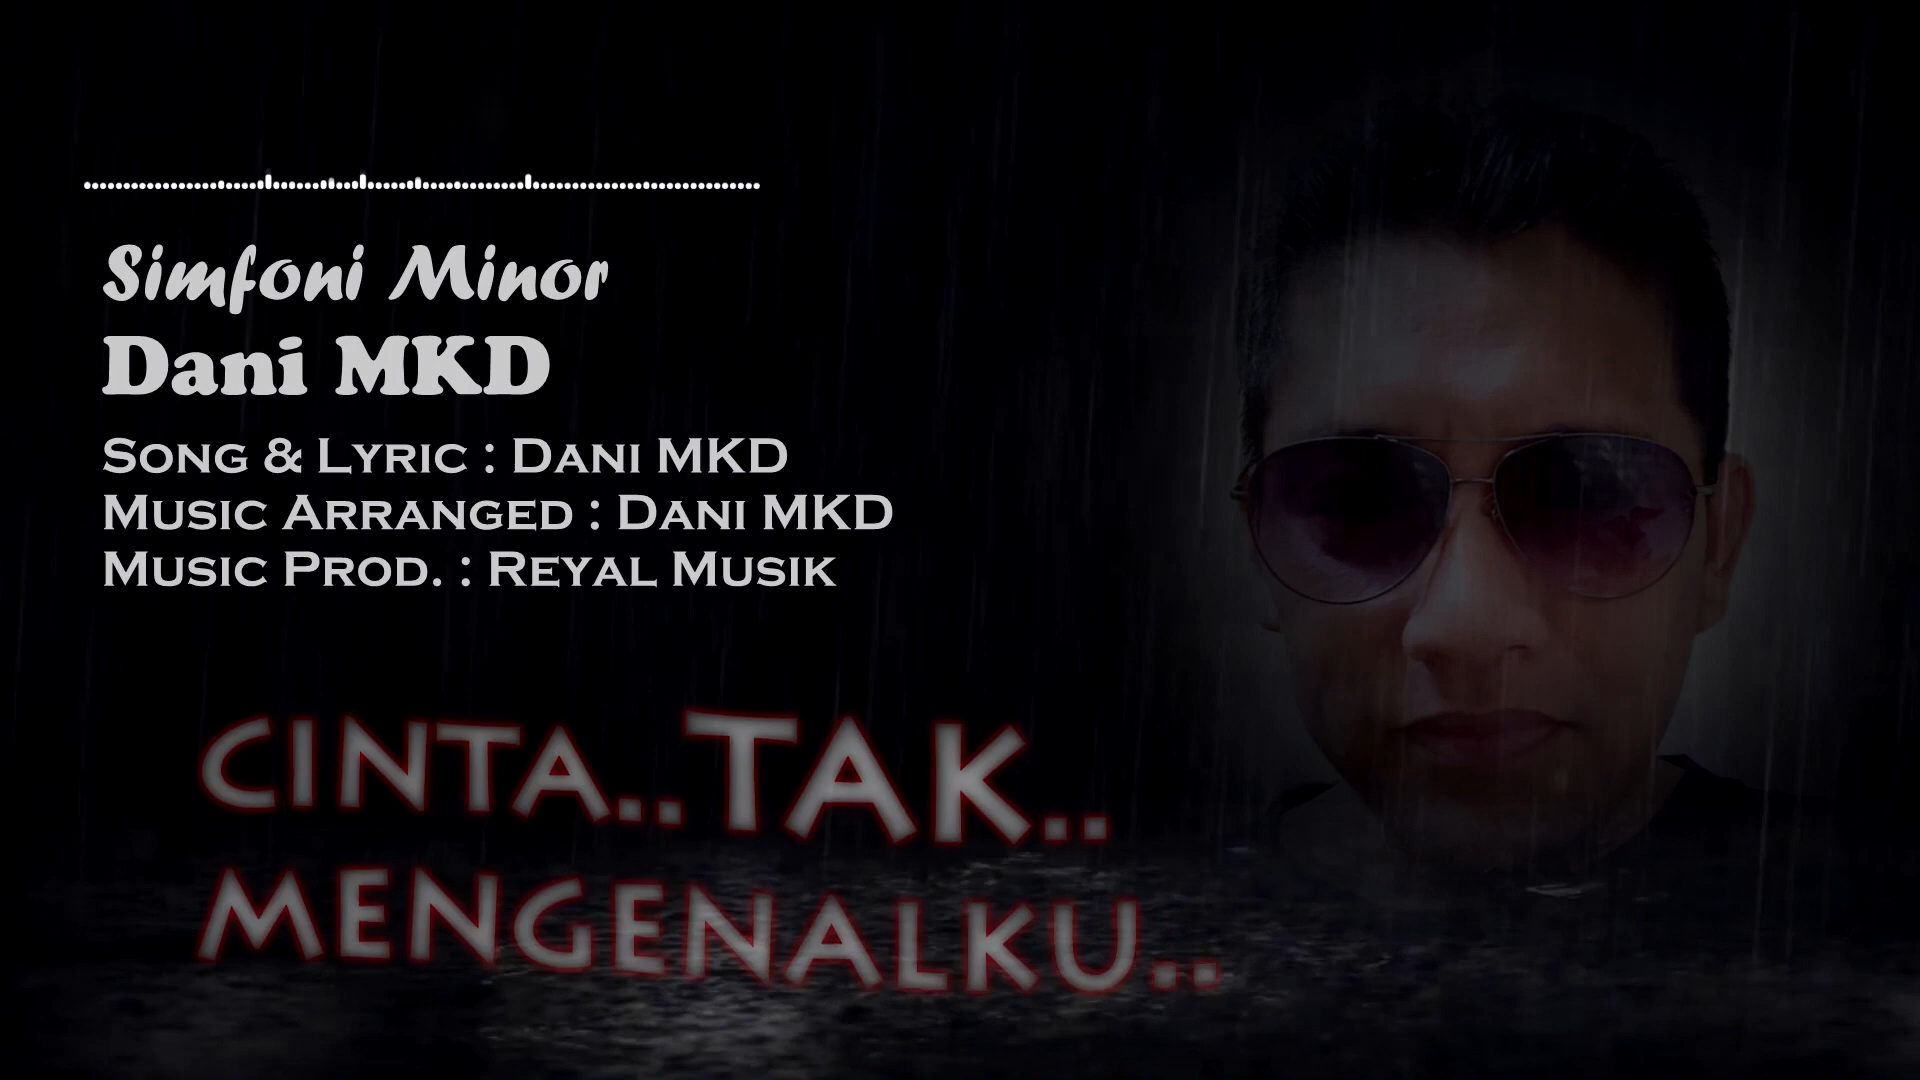 Simfoni Minor
Dani MKD
Song & Lyric : Dani MKD
Music Arranged : Dani MKD
Music Prod. : Reyal Musik
CINTA..TAK..
MENGENALKU..